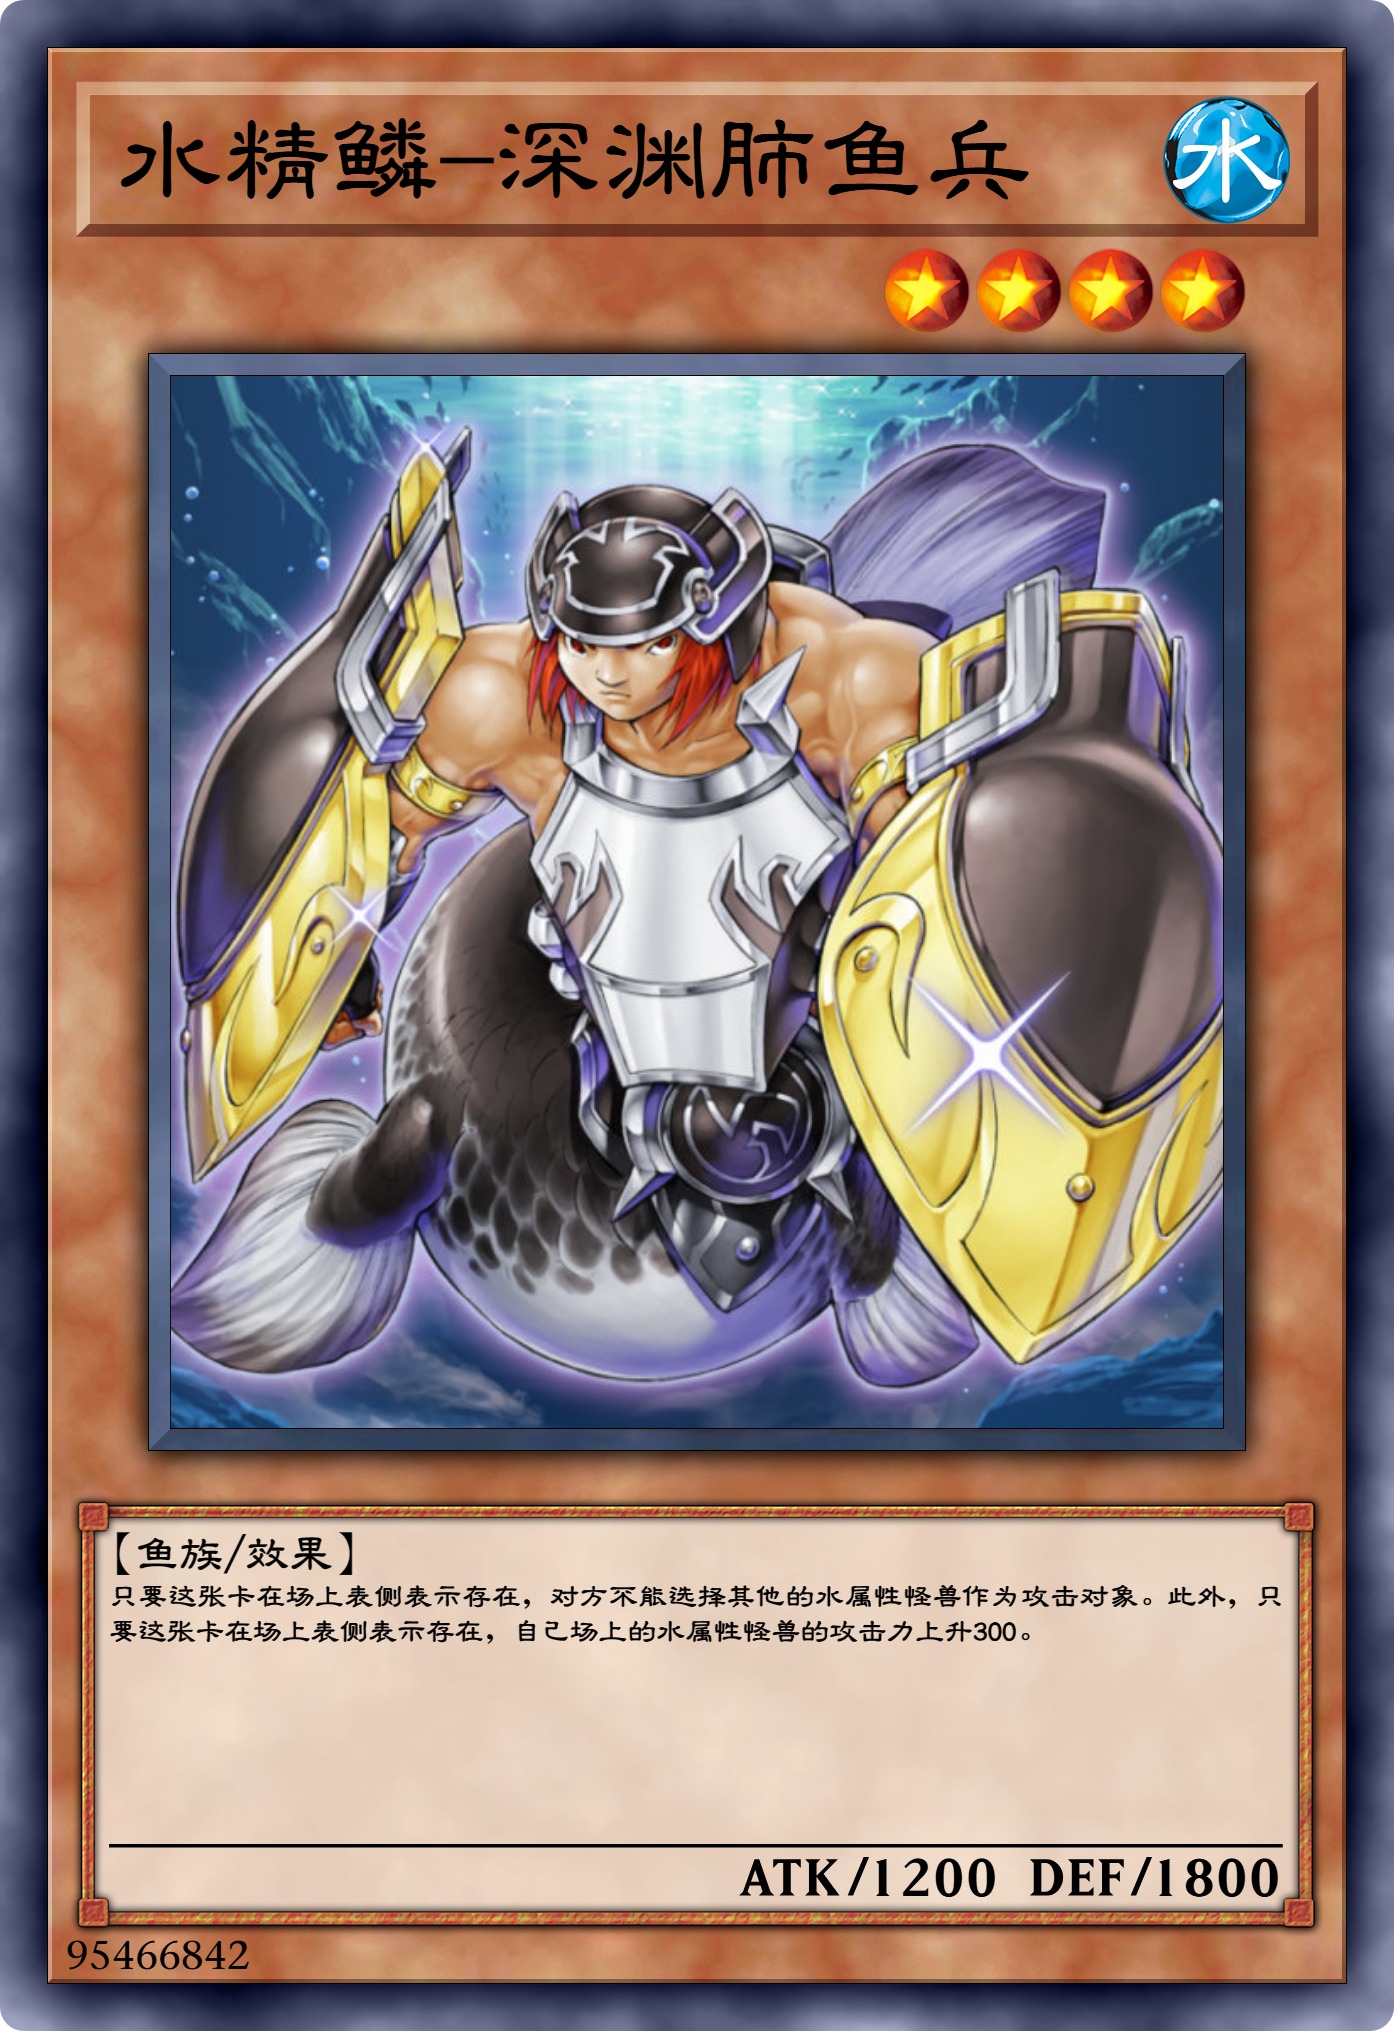 水精鳞-深渊肺鱼兵
水
【鱼族/效果】
只要这张卡在场上表侧表示存在，对方不能选择其他的水属性怪兽作为攻击对象。此外，只
要这张卡在场上表侧表示存在，自己场上的水属性怪兽的攻击力上升300。
ATK/1200 DEF/1800
95466842